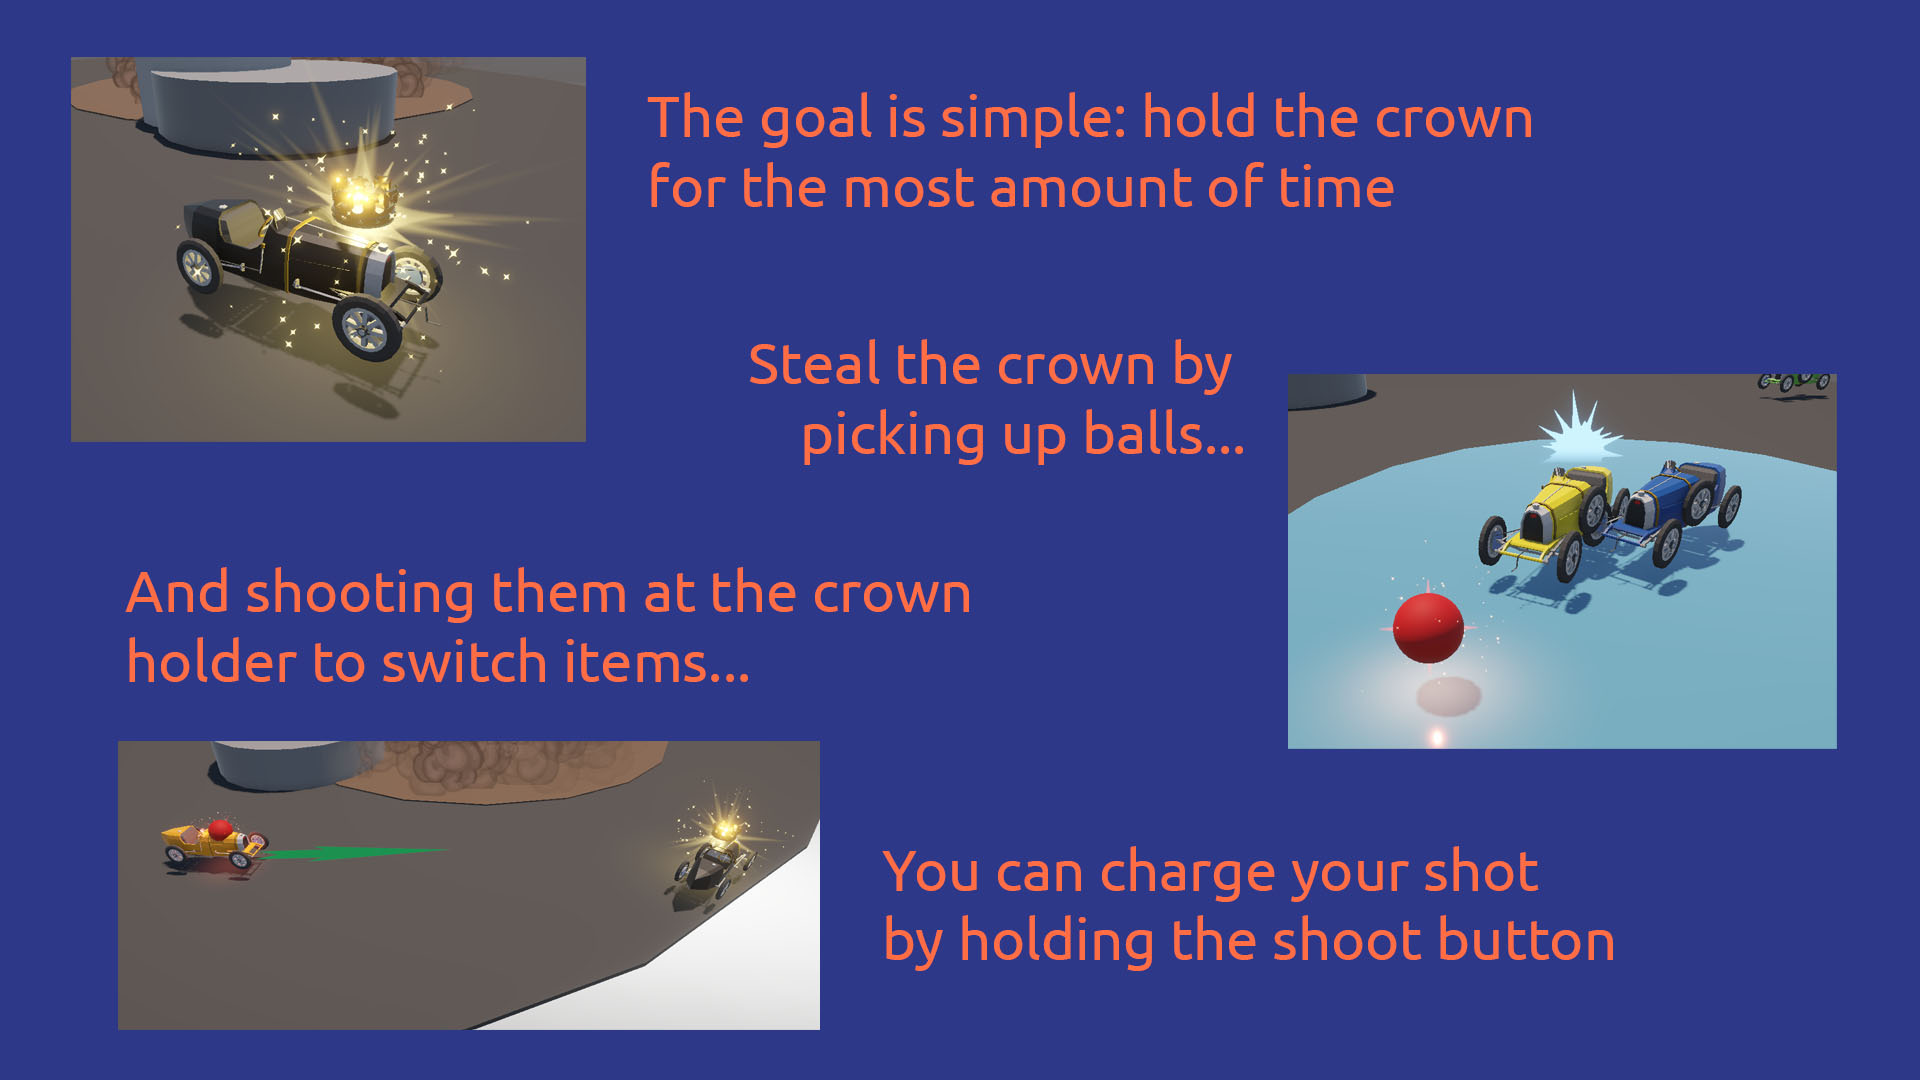 The goal is simple: hold the crown
for the most amount of time
Steal the crown by
picking up balls...
And shooting them at the crown
holder to switch items...
You can charge your shot
by holding the shoot button